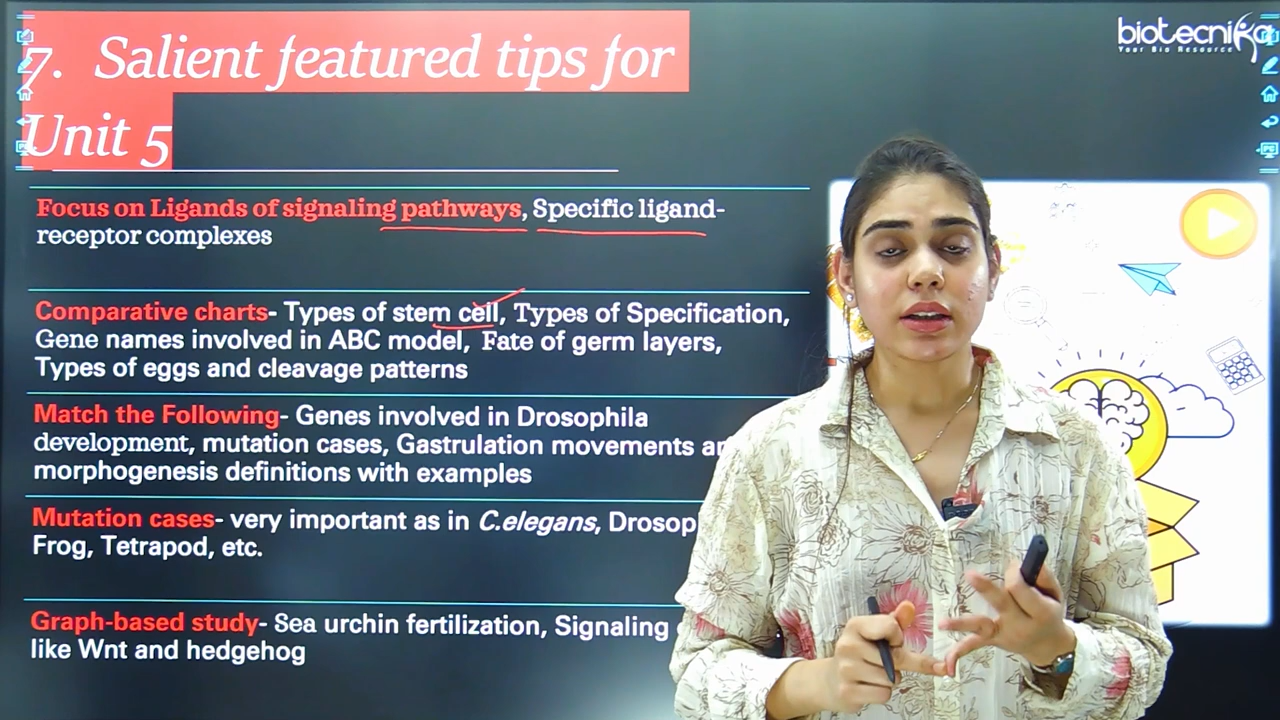 biotecnika
Your Bio Resource
7. Salient featured tips for
Unit 5
Focus on Ligands of signaling pathways, Specific ligand-
receptor complexes
Comparative charts- Types of stem cell, Types of Specification,
Gene names involved in ABC model, Fate of germ layers,
Types of eggs and cleavage patterns
Match the Following- Genes involved in Drosophila
development, mutation cases, Gastrulation movements an
morphogenesis definitions with examples
Mutation cases- very important as in C.elegans, Drosop
Frog, Tetrapod, etc.
Graph-based study- Sea urchin fertilization, Signaling
like Wnt and hedgehog